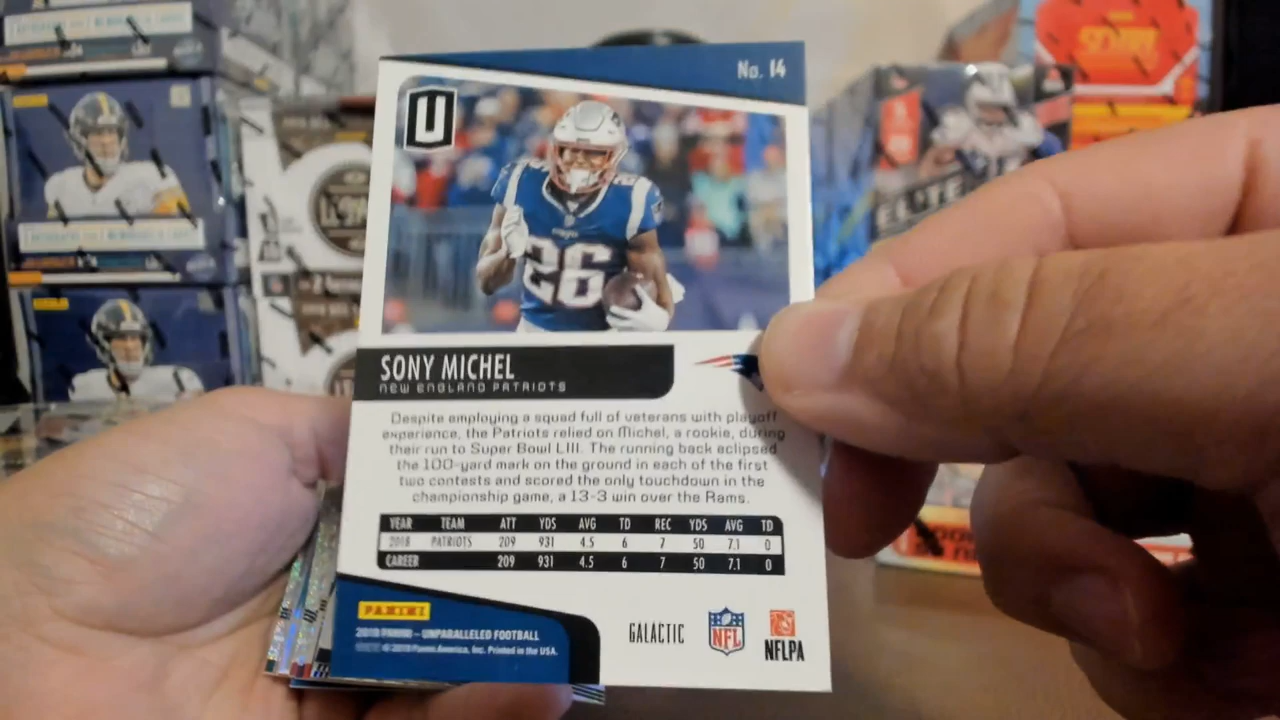 No. 14
U
26
SONY MICHEL
NEW ENGLAND PATRIOTS
Despite employing a squad full of veterans with playoff
experience, the Patriots relied on Michel, a rookie, during
their run to Super Bowl LIII. The running back eclipsed
the 100-yard mark on the ground in each of the first
two contests and scored the only touchdown in the
championship game, a 13-3 win over the Rams.
YEAR TEAM ATT YDS AVG TD REC YDS AVG TD
2018 PATRIOTS 209 931 4.5 6 7 50 7.1 0
CAREER 209 931 4.5 6 7 50 7.1 0
PANINI
2019 PANINI – UNPARALLELED FOOTBALL
© 2019 Panini America, Inc. Printed in the USA.
GALACTIC
NFL
NFLPA
ELITE